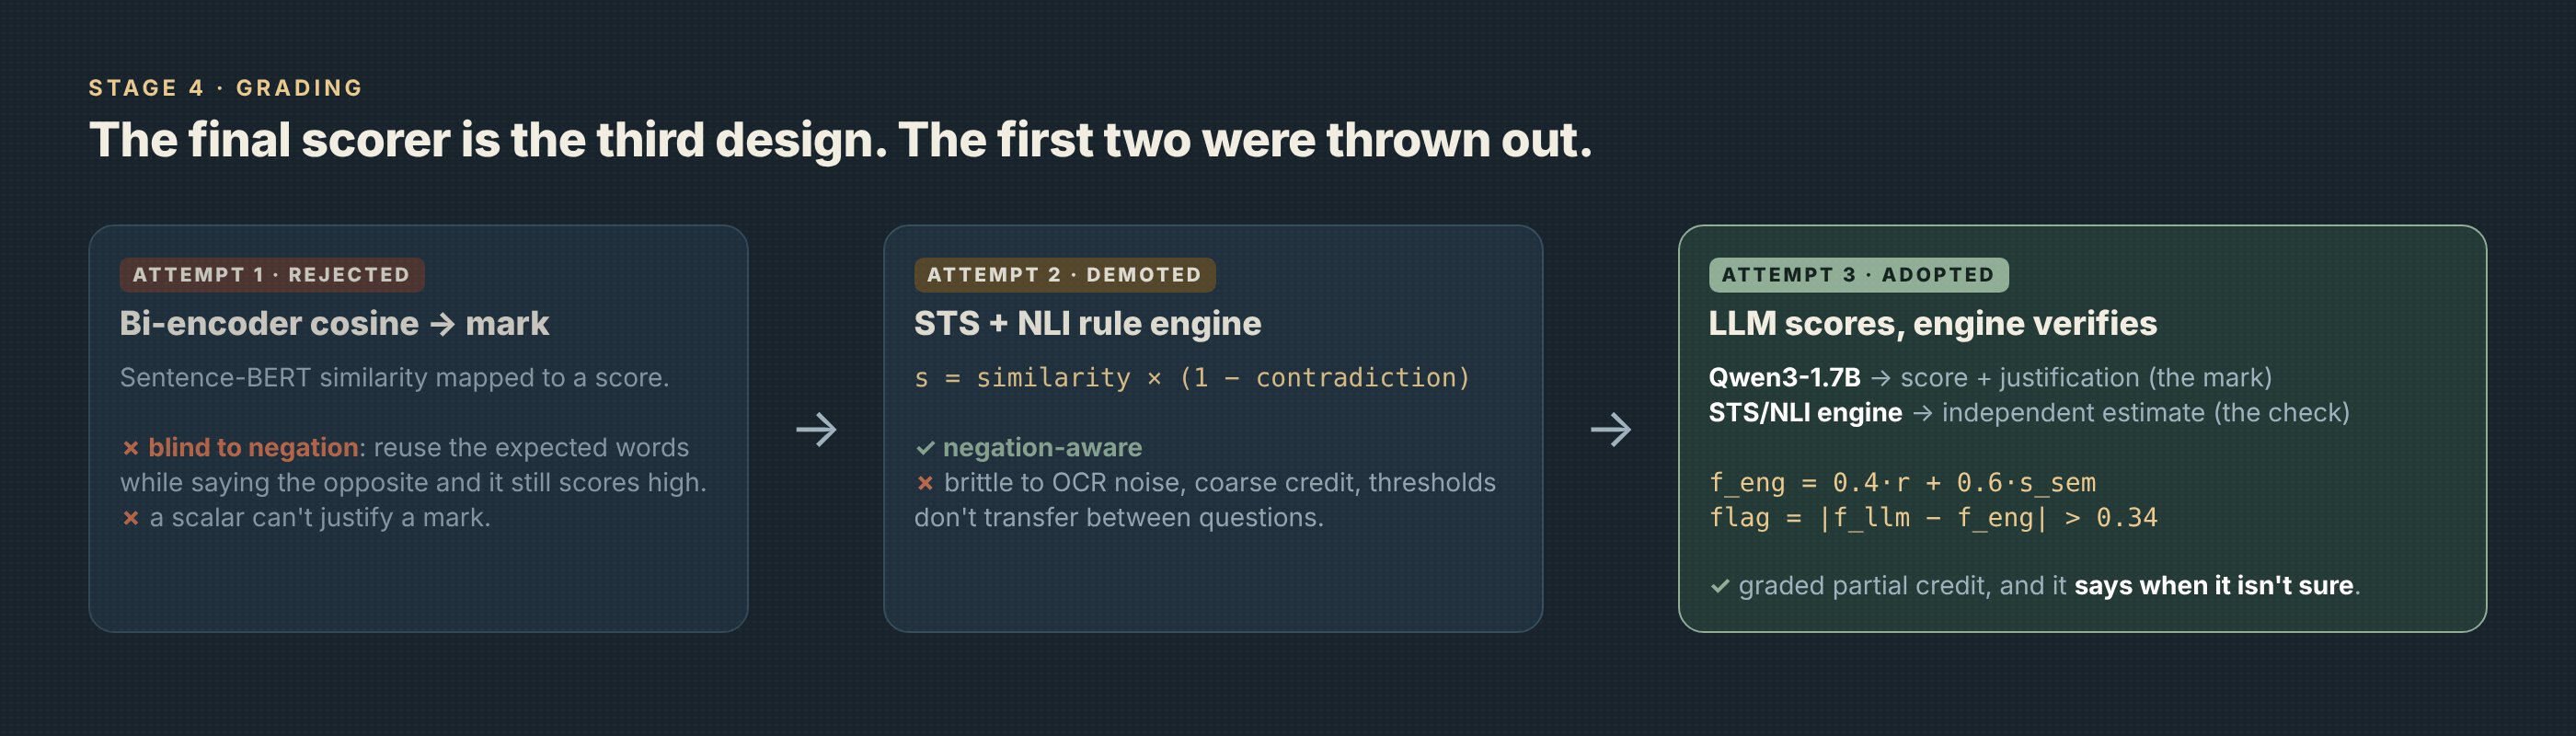 STAGE 4 · GRADING
The final scorer is the third design. The first two were thrown out.
ATTEMPT 1 · REJECTED
Bi-encoder cosine → mark
Sentence-BERT similarity mapped to a score.
× blind to negation: reuse the expected words
while saying the opposite and it still scores high.
× a scalar can't justify a mark.
→
ATTEMPT 2 · DEMOTED
STS + NLI rule engine
s = similarity × (1 − contradiction)
✓ negation-aware
× brittle to OCR noise, coarse credit, thresholds
don't transfer between questions.
→
ATTEMPT 3 · ADOPTED
LLM scores, engine verifies
Qwen3-1.7B → score + justification (the mark)
STS/NLI engine → independent estimate (the check)
f_eng = 0.4·r + 0.6·s_sem
flag = |f_llm − f_eng| > 0.34
✓ graded partial credit, and it says when it isn't sure.